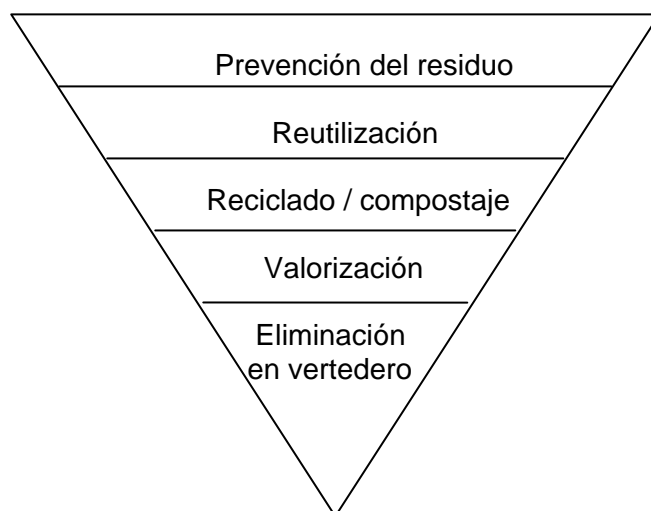 Prevención del residuo
Reutilización
Reciclado / compostaje
Valorización
Eliminación
en vertedero